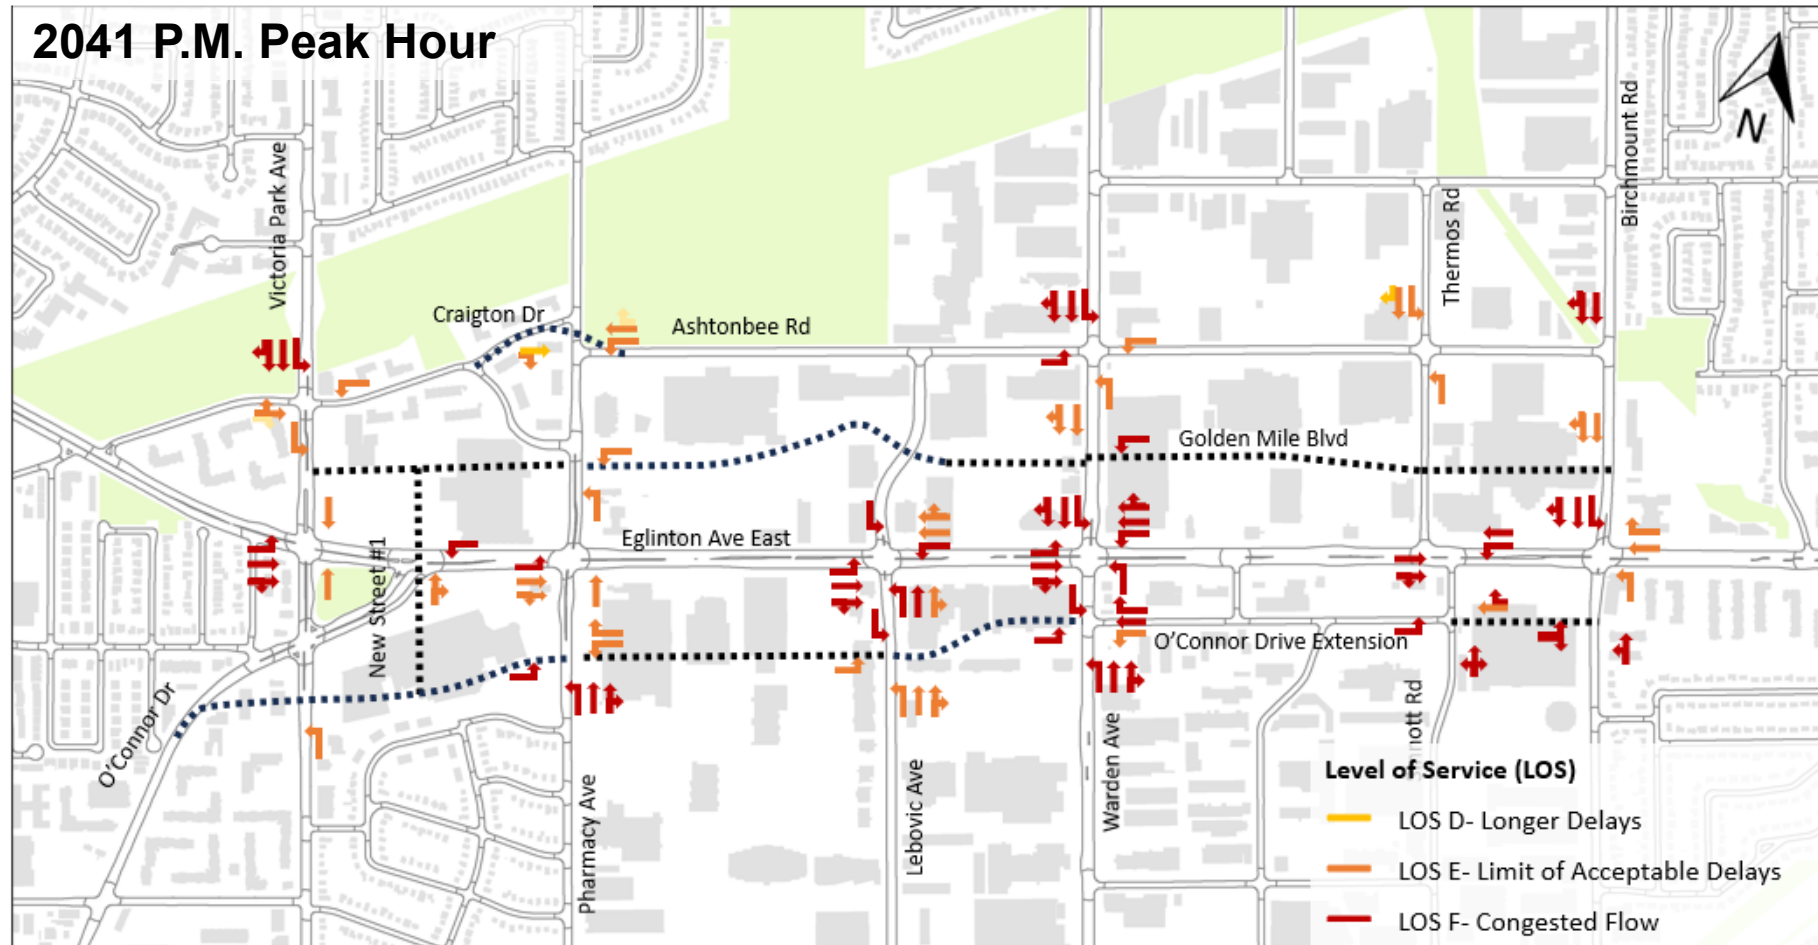 2041 P.M. Peak Hour
N
Victoria Park Ave
Birchmount Rd
Thermos Rd
Craigton Dr
Ashtonbee Rd
Golden Mile Blvd
Eglinton Ave East
New Street #1
O'Connor Drive Extension
O'Connor Dr
Pharmacy Ave
Lebovic Ave
Warden Ave
Rd
Level of Service (LOS)
LOS D- Longer Delays
LOS E- Limit of Acceptable Delays
LOS F- Congested Flow